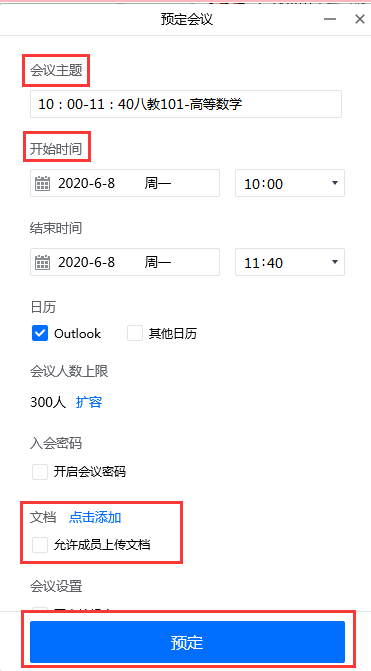 预定会议
会议主题
10：00-11：40八教101-高等数学
开始时间
2020-6-8 周一 10:00
结束时间
2020-6-8 周一 11:40
日历
Outlook 其他日历
会议人数上限
300人 扩容
入会密码
开启会议密码
文档 点击添加
允许成员上传文档
会议设置
预定